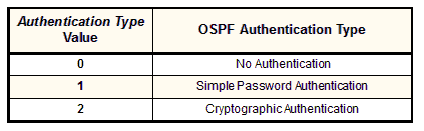 Authentication Type Value OSPF Authentication Type
0 No Authentication
1 Simple Password Authentication
2 Cryptographic Authentication